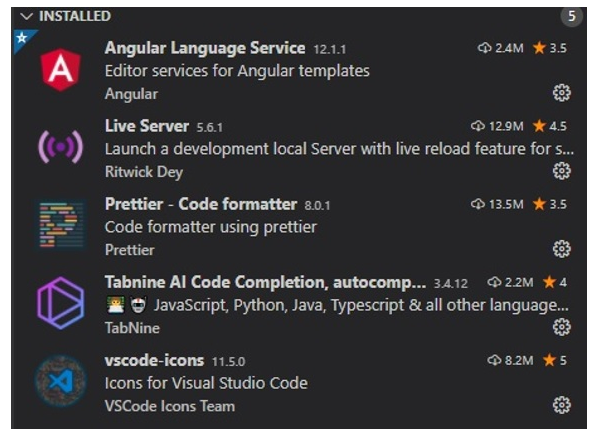 INSTALLED 5
Angular Language Service 12.1.1 2.4M 3.5
Editor services for Angular templates
Angular
Live Server 5.6.1 12.9M 4.5
Launch a development local Server with live reload feature for s...
Ritwick Dey
Prettier - Code formatter 8.0.1 13.5M 3.5
Code formatter using prettier
Prettier
Tabnine AI Code Completion, autocomp... 3.4.12 2.2M 4
JavaScript, Python, Java, Typescript & all other language...
TabNine
vscode-icons 11.5.0 8.2M 5
Icons for Visual Studio Code
VSCode Icons Team